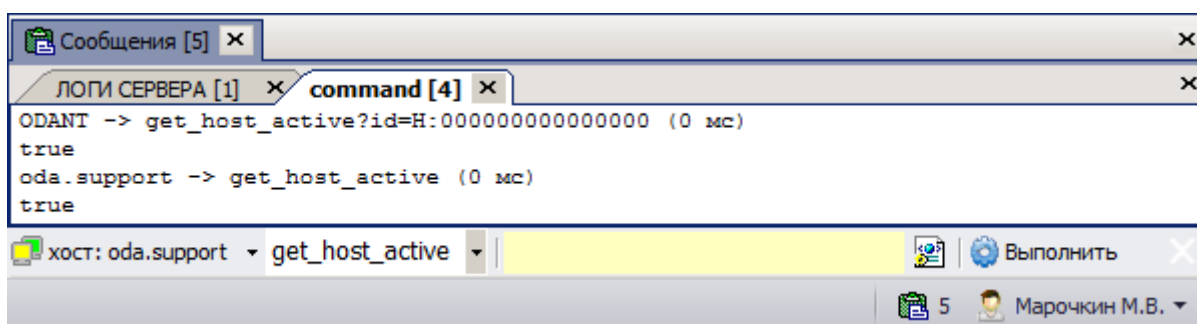 Сообщения [5]
ЛОГИ СЕРВЕРА [1] command [4]
ODANT -> get_host_active?id=H:000000000000000 (0 мс)
true
oda.support -> get_host_active (0 мс)
true
хост: oda.support get_host_active Выполнить
5 Марочкин М.В.